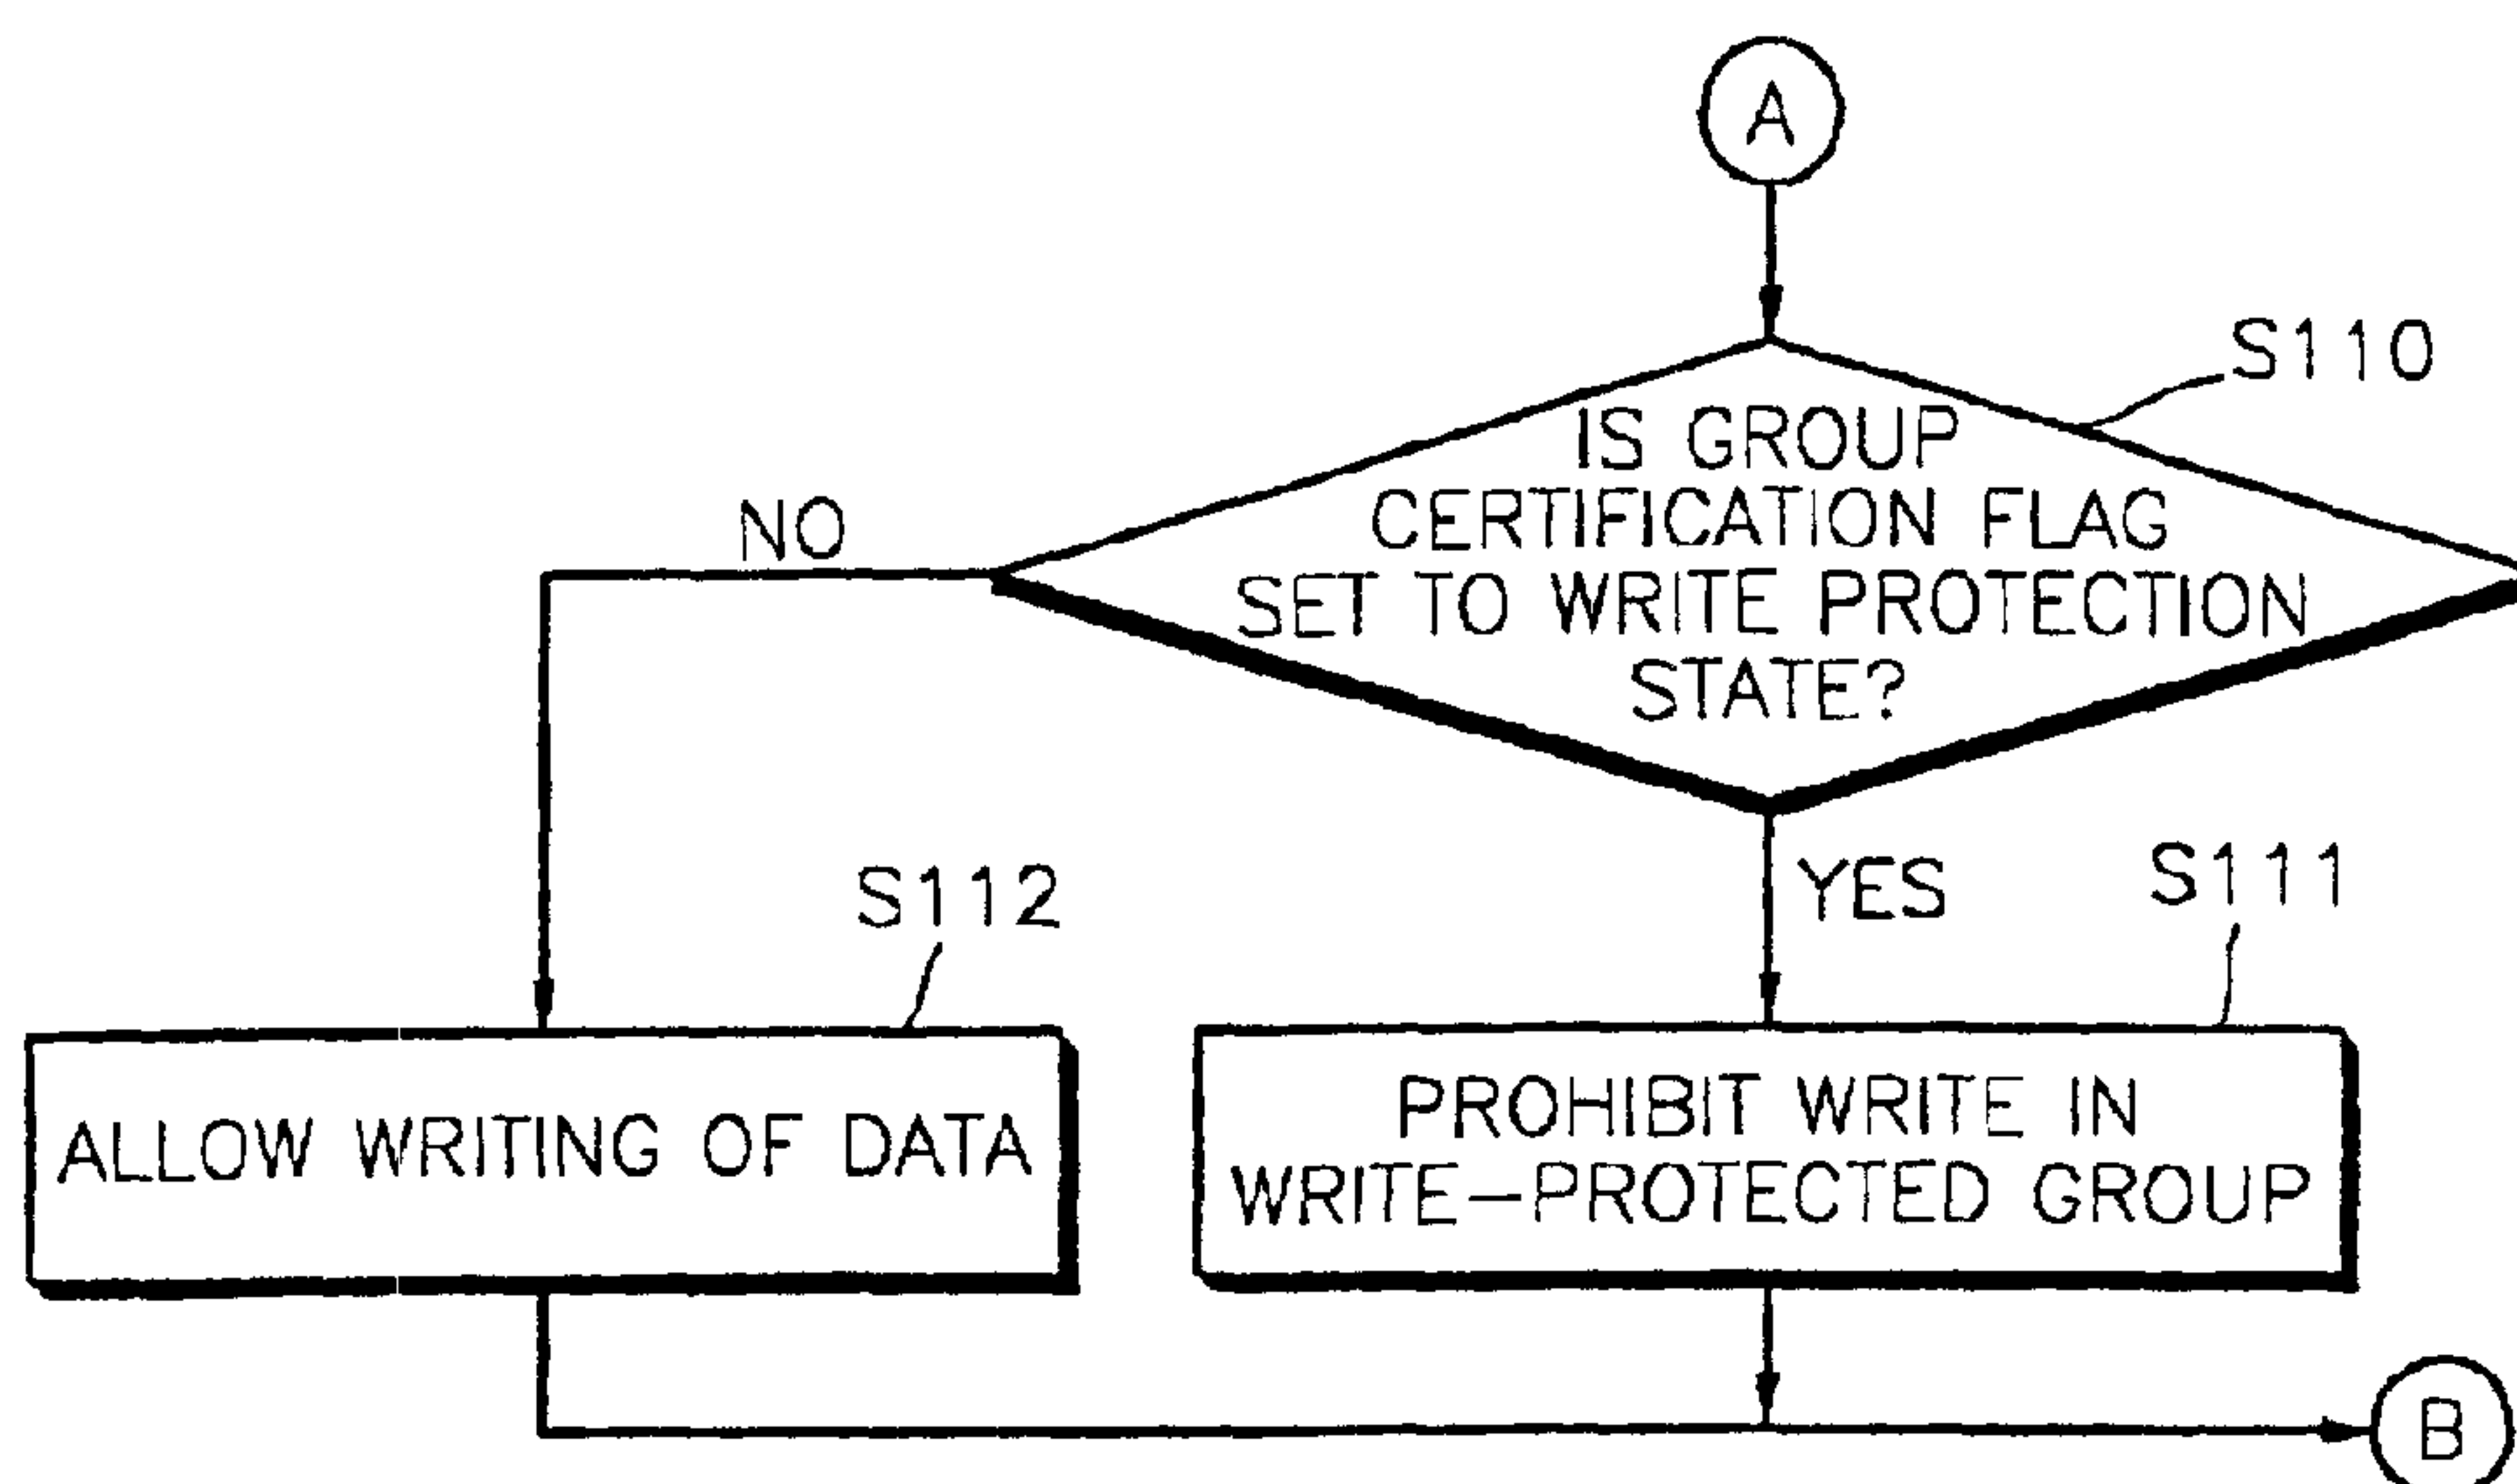 A
S110
IS GROUP
CERTIFICATION FLAG
SET TO WRITE PROTECTION
STATE?
NO
YES
S112
S111
ALLOW WRITING OF DATA
PROHIBIT WRITE IN
WRITE-PROTECTED GROUP
B